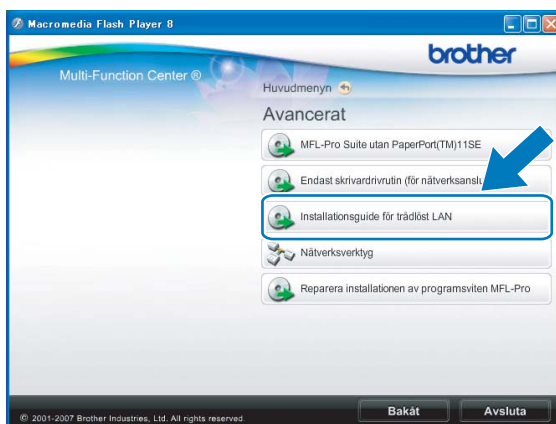 Macromedia Flash Player 8
brother
Multi-Function Center ®
Huvudmenyn
Avancerat
MFL-Pro Suite utan PaperPort(TM)11SE
Endast skrivardrivrutin (för
Installationsguide för trådlöst LAN
Nätverksverktyg
Reparera installationen av programsviten MFL-Pro
© 2001-2007 Brother Industries, Ltd. All rights reserved.
Bakåt
Avsluta